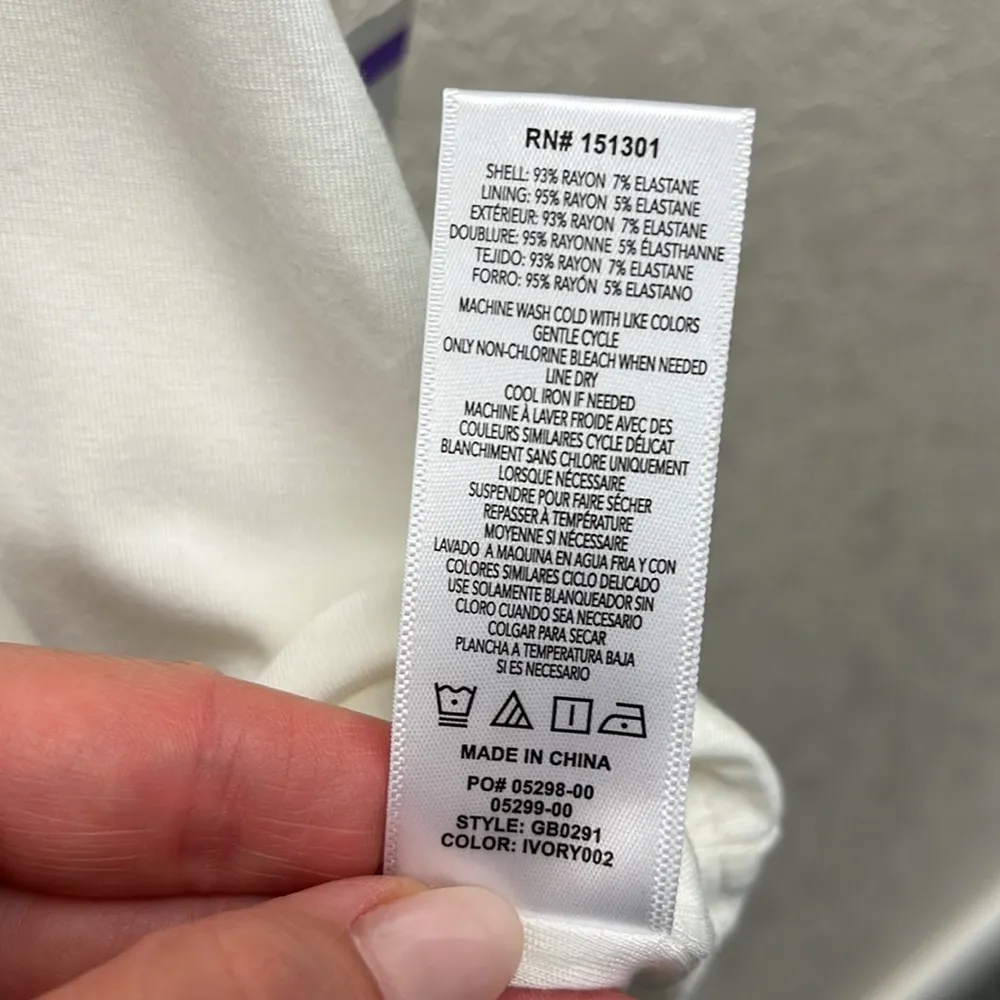 RN# 151301
SHELL: 93% RAYON 7% ELASTANE
LINING: 95% RAYON 5% ELASTANE
EXTÉRIEUR: 93% RAYON 7% ELASTANE
DOUBLURE: 95% RAYONNE 5% ÉLASTHANNE
TEJIDO: 93% RAYON 7% ELASTANE
FORRO: 95% RAYÓN 5% ELASTANO
MACHINE WASH COLD WITH LIKE COLORS
GENTLE CYCLE
ONLY NON-CHLORINE BLEACH WHEN NEEDED
LINE DRY
COOL IRON IF NEEDED
MACHINE À LAVER FROIDE AVEC DES
COULEURS SIMILAIRES CYCLE DÉLICAT
BLANCHIMENT SANS CHLORE UNIQUEMENT
LORSQUE NÉCESSAIRE
SUSPENDRE POUR FAIRE SÉCHER
REPASSER À TEMPÉRATURE
MOYENNE SI NÉCESSAIRE
LAVADO A MAQUINA EN AGUA FRIA Y CON
COLORES SIMILARES CICLO DELICADO
USE SOLAMENTE BLANQUEADOR SIN
CLORO CUANDO SEA NECESARIO
COLGAR PARA SECAR
PLANCHA A TEMPERATURA BAJA
SI ES NECESARIO
MADE IN CHINA
PO# 05298-00
05299-00
STYLE: GB0291
COLOR: IVORY002